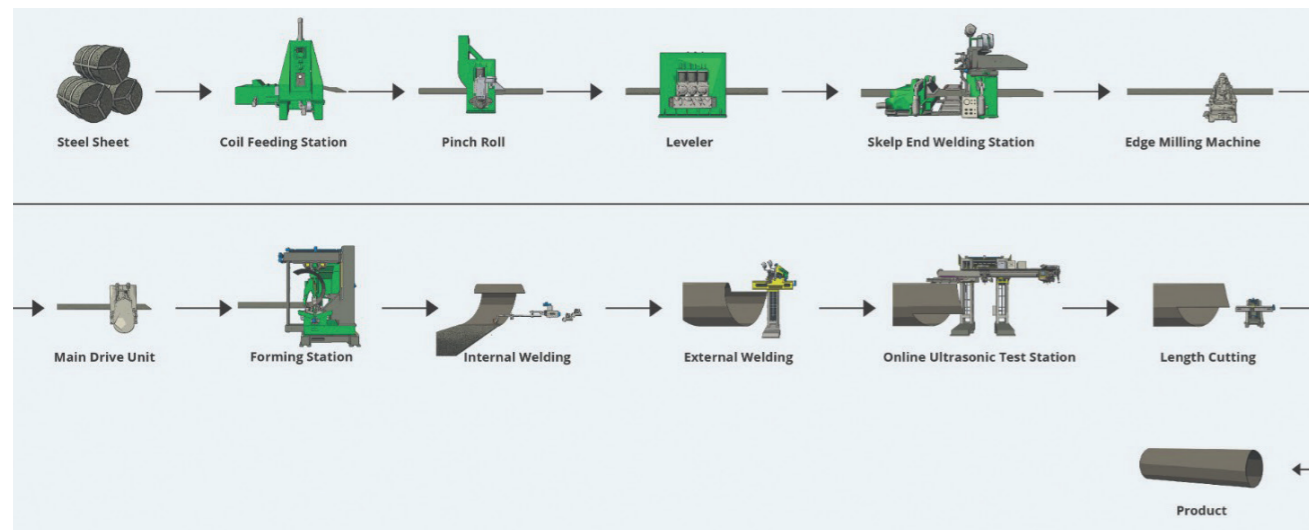 Steel Sheet
Coil Feeding Station
Pinch Roll
Leveler
Skelp End Welding Station
Edge Milling Machine
Main Drive Unit
Forming Station
Internal Welding
External Welding
Online Ultrasonic Test Station
Length Cutting
Product